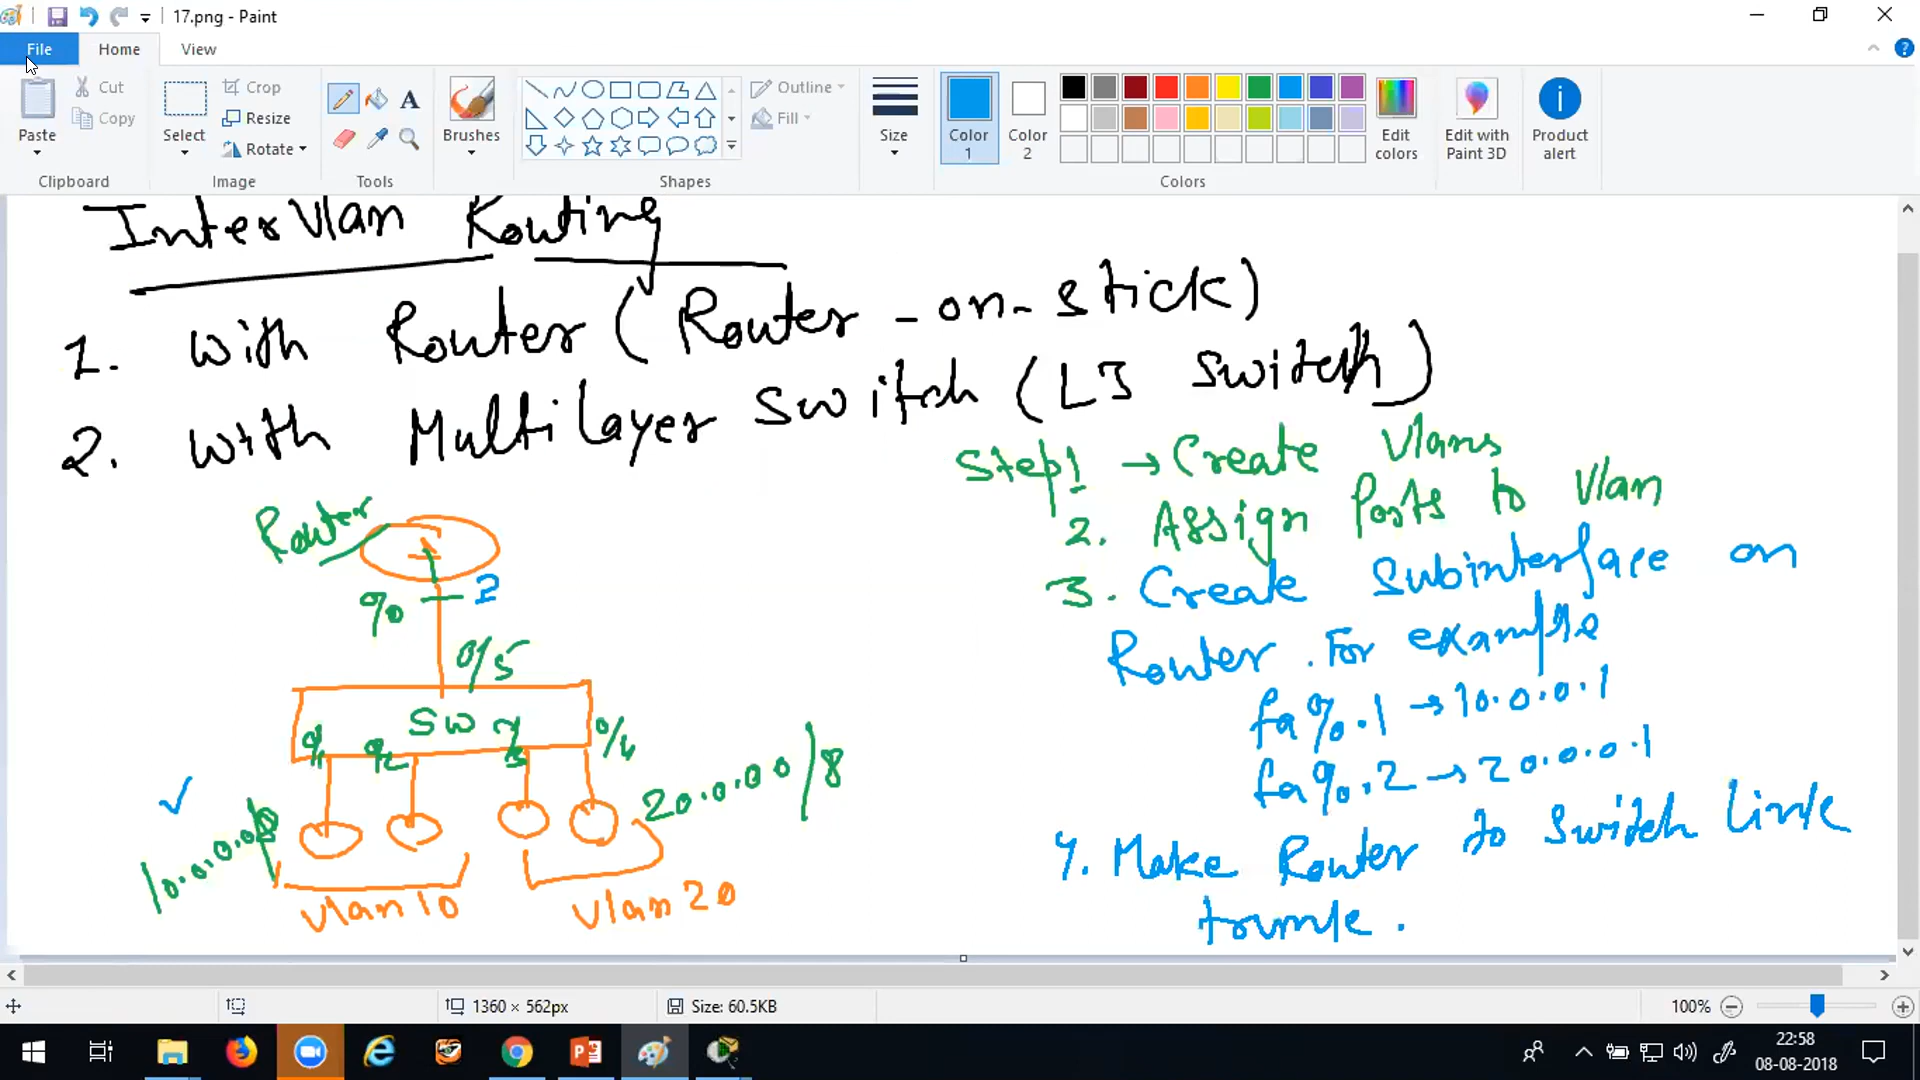 17.png - Paint
File Home View
Paste
Cut
Copy
Clipboard
Select
Crop
Resize
Rotate
Image
Tools
Brushes
Shapes
Outline
Fill
Size
Color 1
Color 2
Edit colors
Edit with Paint 3D
Product alert
Colors
InterVlan Routing
1. With Router (Router-on-stick)
2. With Multilayer Switch (L3 Switch)
Step1 → Create Vlans
2. Assign Ports to Vlan
3. Create Subinterface on
Router. For example
fa0/0.1 → 10.0.0.1
fa0/0.2 → 20.0.0.1
4. Make Router to Switch link
trunk.
Router
0/0
0/5
SW
0/1 0/2 0/3 0/4
10.0.0.0/8
20.0.0.0/8
Vlan 10
Vlan 20
1360 × 562px
Size: 60.5KB
100%
22:58
08-08-2018